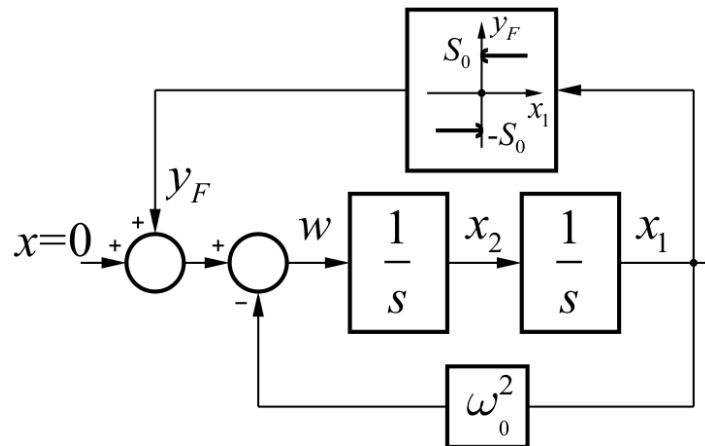 y_F
S_0
x_1
-S_0
y_F
+
x=0
+
+
w
1
s
x_2
1
s
x_1
-
ω_0^2